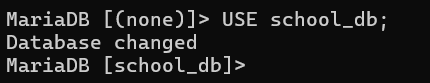 MariaDB [(none)]> USE school_db;
Database changed
MariaDB [school_db]>